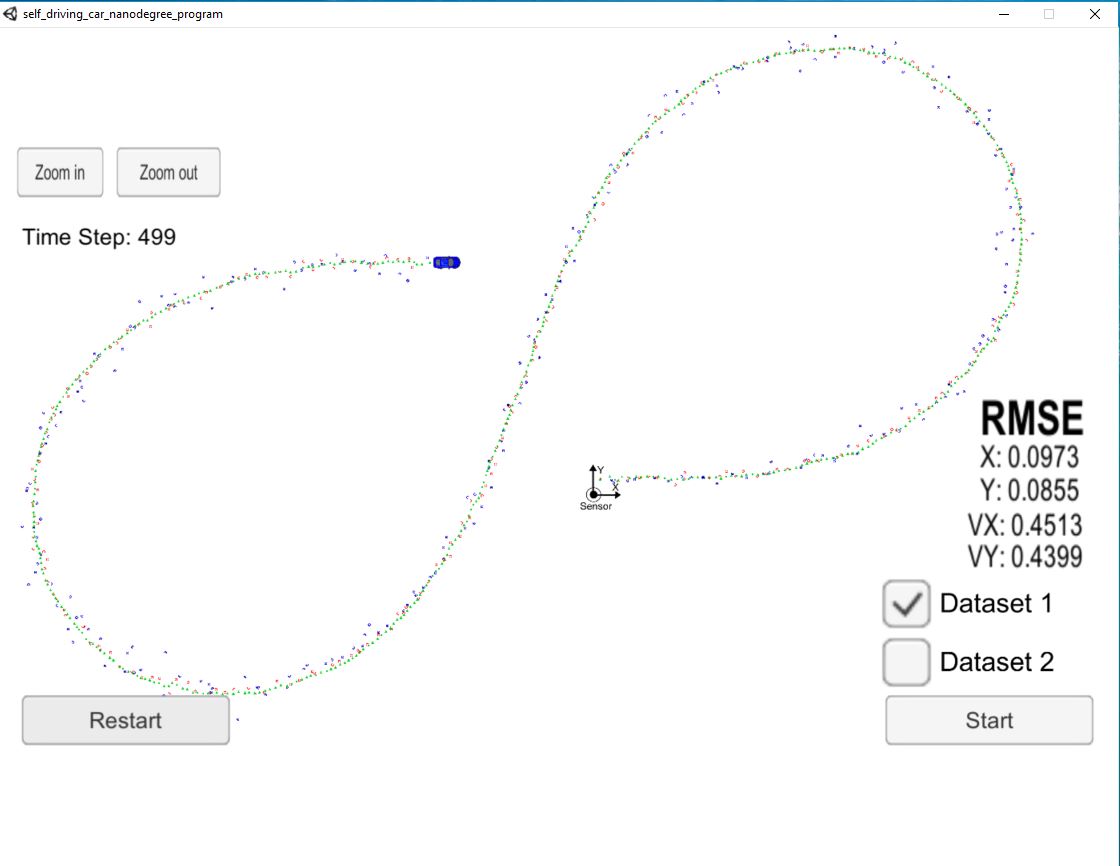 self_driving_car_nanodegree_program
Zoom in
Zoom out
Time Step: 499
Y
X
Sensor
RMSE
X: 0.0973
Y: 0.0855
VX: 0.4513
VY: 0.4399
Dataset 1
Dataset 2
Restart
Start